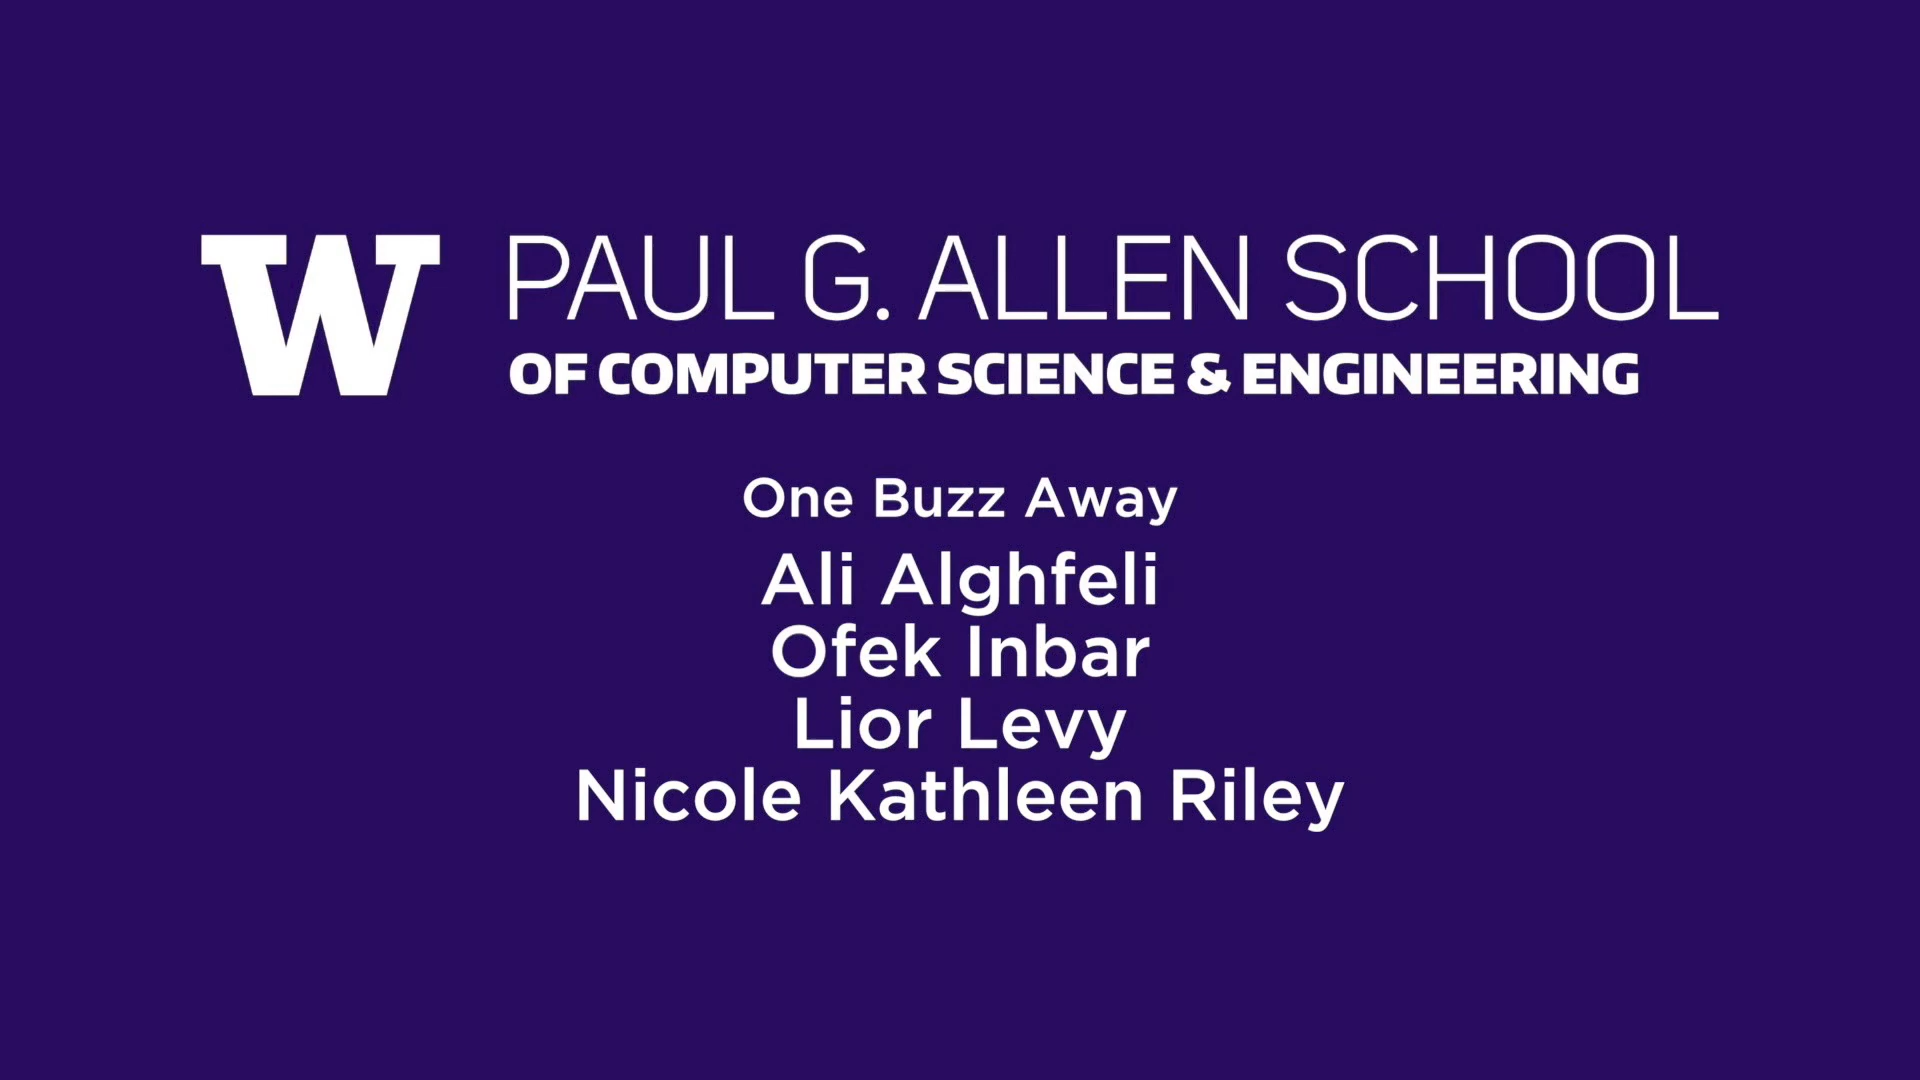 W PAUL G. ALLEN SCHOOL
OF COMPUTER SCIENCE & ENGINEERING
One Buzz Away
Ali Alghfeli
Ofek Inbar
Lior Levy
Nicole Kathleen Riley